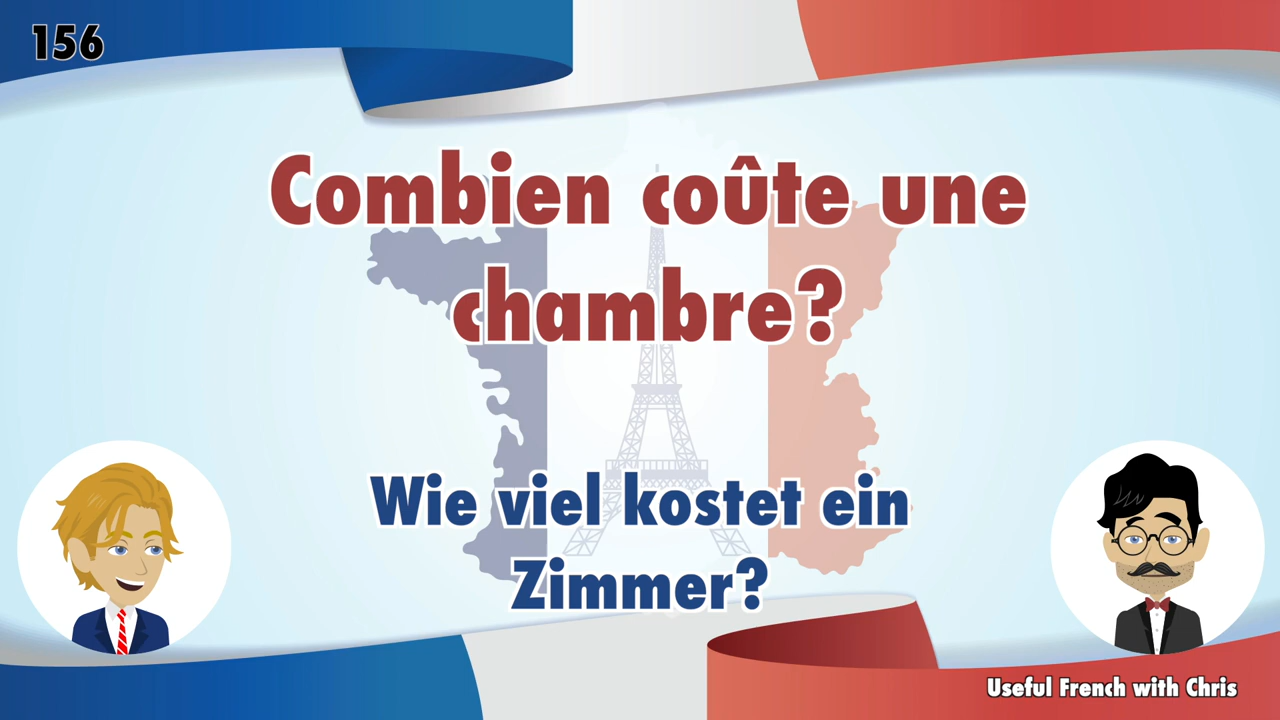 156
Combien coûte une
chambre?
Wie viel kostet ein
Zimmer?
Useful French with Chris